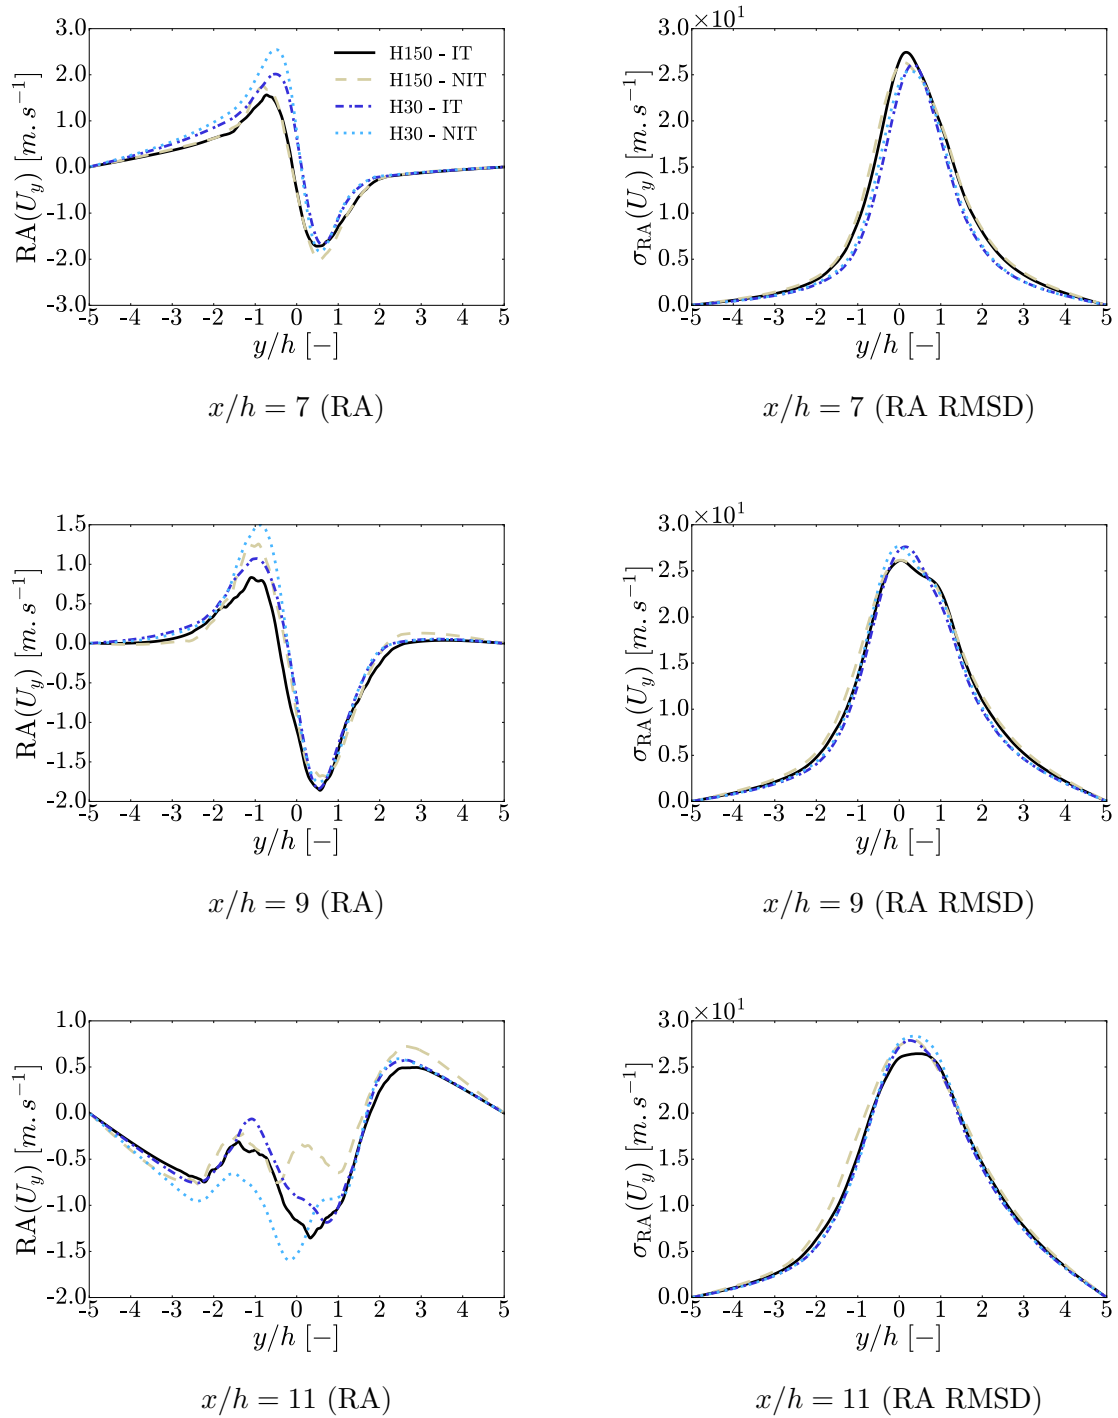 3.0
2.0
1.0
0.0
-1.0
-2.0
-3.0
RA(U_y) [m.s^{-1}]
H150 - IT
H150 - NIT
H30 - IT
H30 - NIT
-5 -4 -3 -2 -1 0 1 2 3 4 5
y/h [−]
x/h = 7 (RA)
×10^1
3.0
2.5
2.0
1.5
1.0
0.5
0.0
σ_RA(U_y) [m.s^{-1}]
-5 -4 -3 -2 -1 0 1 2 3 4 5
y/h [−]
x/h = 7 (RA RMSD)
1.5
1.0
0.5
0.0
-0.5
-1.0
-1.5
-2.0
RA(U_y) [m.s^{-1}]
-5 -4 -3 -2 -1 0 1 2 3 4 5
y/h [−]
x/h = 9 (RA)
×10^1
3.0
2.5
2.0
1.5
1.0
0.5
0.0
σ_RA(U_y) [m.s^{-1}]
-5 -4 -3 -2 -1 0 1 2 3 4 5
y/h [−]
x/h = 9 (RA RMSD)
1.0
0.5
0.0
-0.5
-1.0
-1.5
-2.0
RA(U_y) [m.s^{-1}]
-5 -4 -3 -2 -1 0 1 2 3 4 5
y/h [−]
x/h = 11 (RA)
×10^1
3.0
2.5
2.0
1.5
1.0
0.5
0.0
σ_RA(U_y) [m.s^{-1}]
-5 -4 -3 -2 -1 0 1 2 3 4 5
y/h [−]
x/h = 11 (RA RMSD)